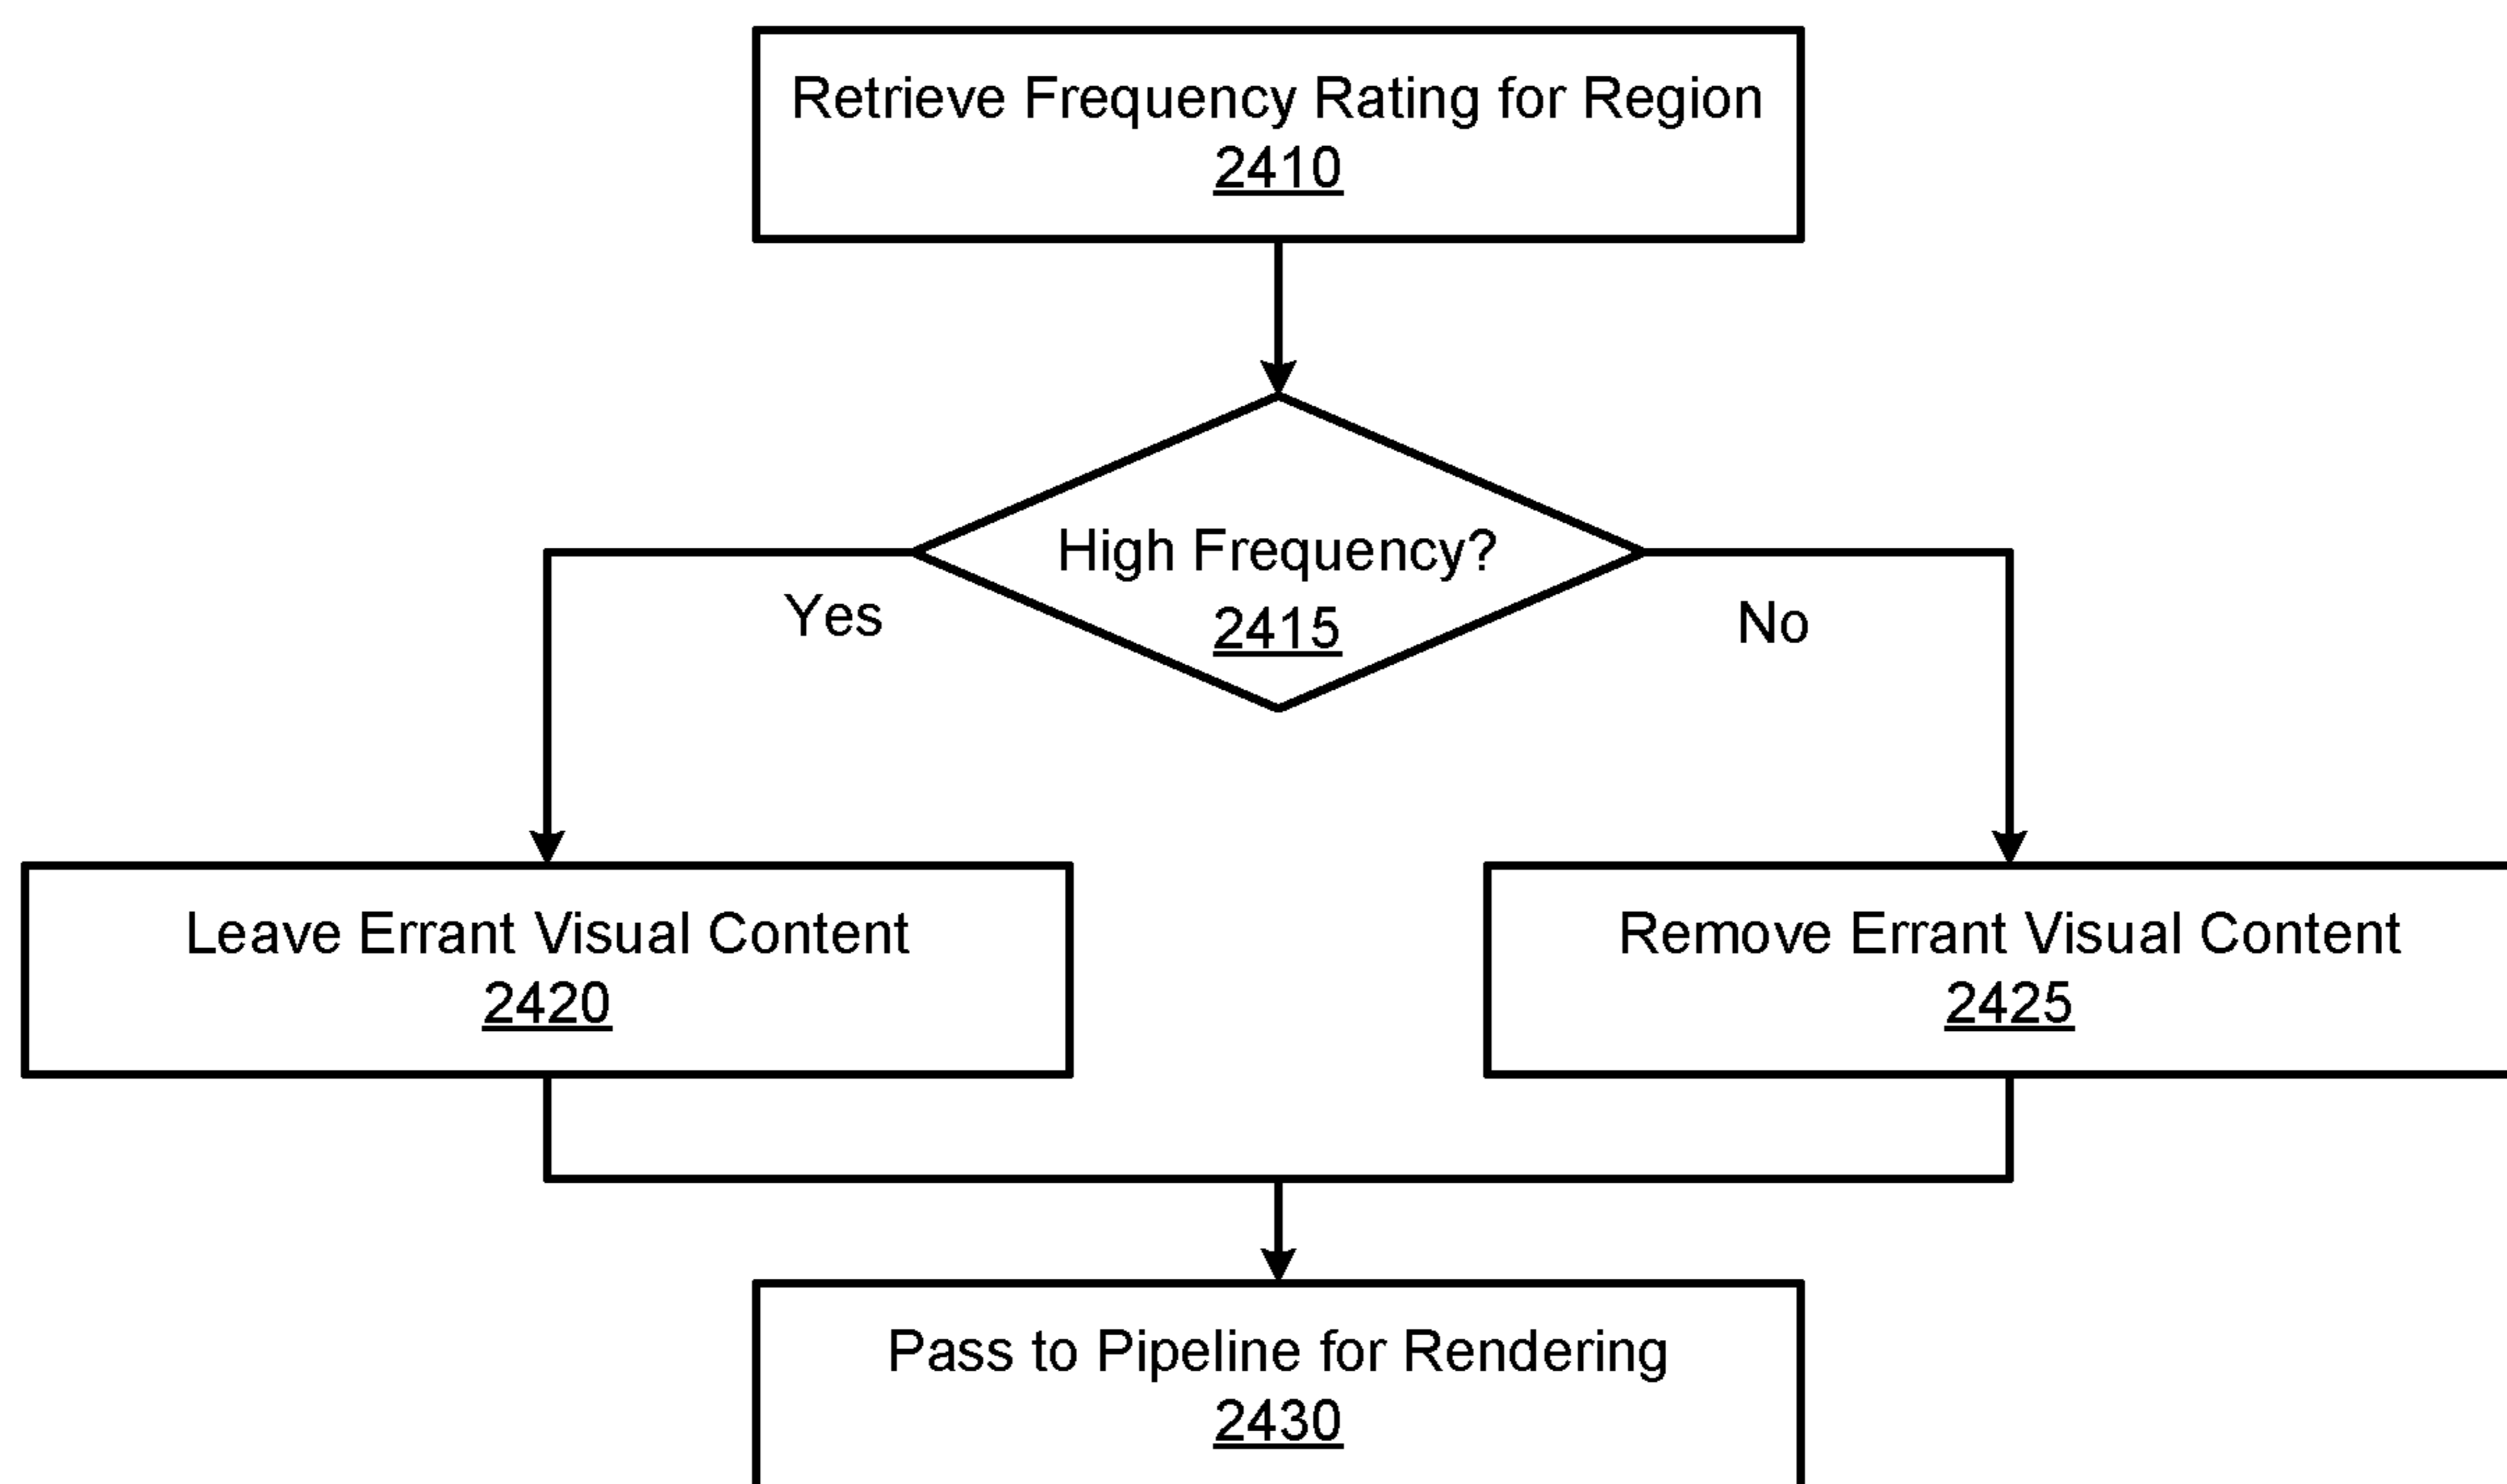 Retrieve Frequency Rating for Region
2410
High Frequency?
2415
Yes
No
Leave Errant Visual Content
2420
Remove Errant Visual Content
2425
Pass to Pipeline for Rendering
2430